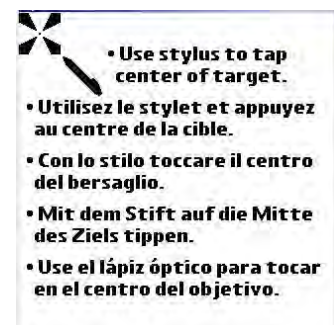 • Use stylus to tap
center of target.
• Utilisez le stylet et appuyez
au centre de la cible.
• Con lo stilo toccare il centro
del bersaglio.
• Mit dem Stift auf die Mitte
des Ziels tippen.
• Use el lápiz óptico para tocar
en el centro del objetivo.